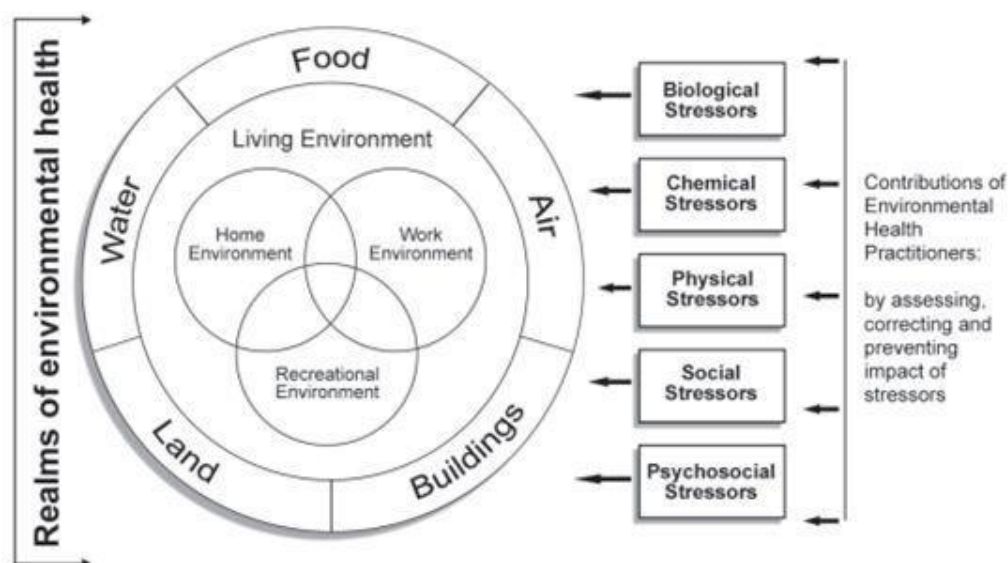 Realms of environmental health
Food
Water
Air
Land
Buildings
Living Environment
Home
Environment
Work
Environment
Recreational
Environment
Biological
Stressors
Chemical
Stressors
Physical
Stressors
Social
Stressors
Psychosocial
Stressors
Contributions of
Environmental
Health
Practitioners:
by assessing,
correcting and
preventing
impact of
stressors